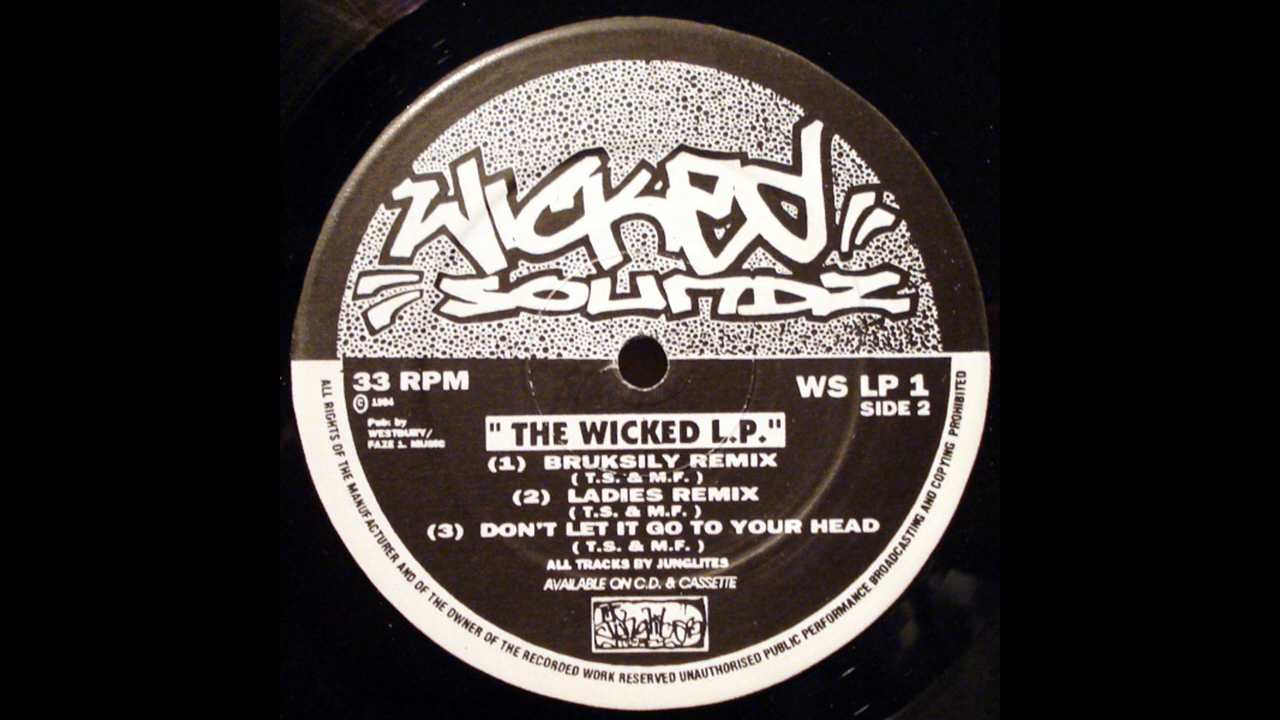 WICKED
SOUNDZ
33 RPM
© 1994
Pub: by
WESTBURY/
FAZE 1. MUSIC
WS LP 1
SIDE 2
" THE WICKED L.P."
(1) BRUKSILY REMIX
( T.S. & M.F. )
(2) LADIES REMIX
( T.S. & M.F. )
(3) DON'T LET IT GO TO YOUR HEAD
( T.S. & M.F. )
ALL TRACKS BY JUNGLITES
AVAILABLE ON C.D. & CASSETTE
ALL RIGHTS OF THE MANUFACTURER AND OF THE OWNER OF THE RECORDED WORK RESERVED UNAUTHORISED PUBLIC PERFORMANCE BROADCASTING AND COPYING PROHIBITED